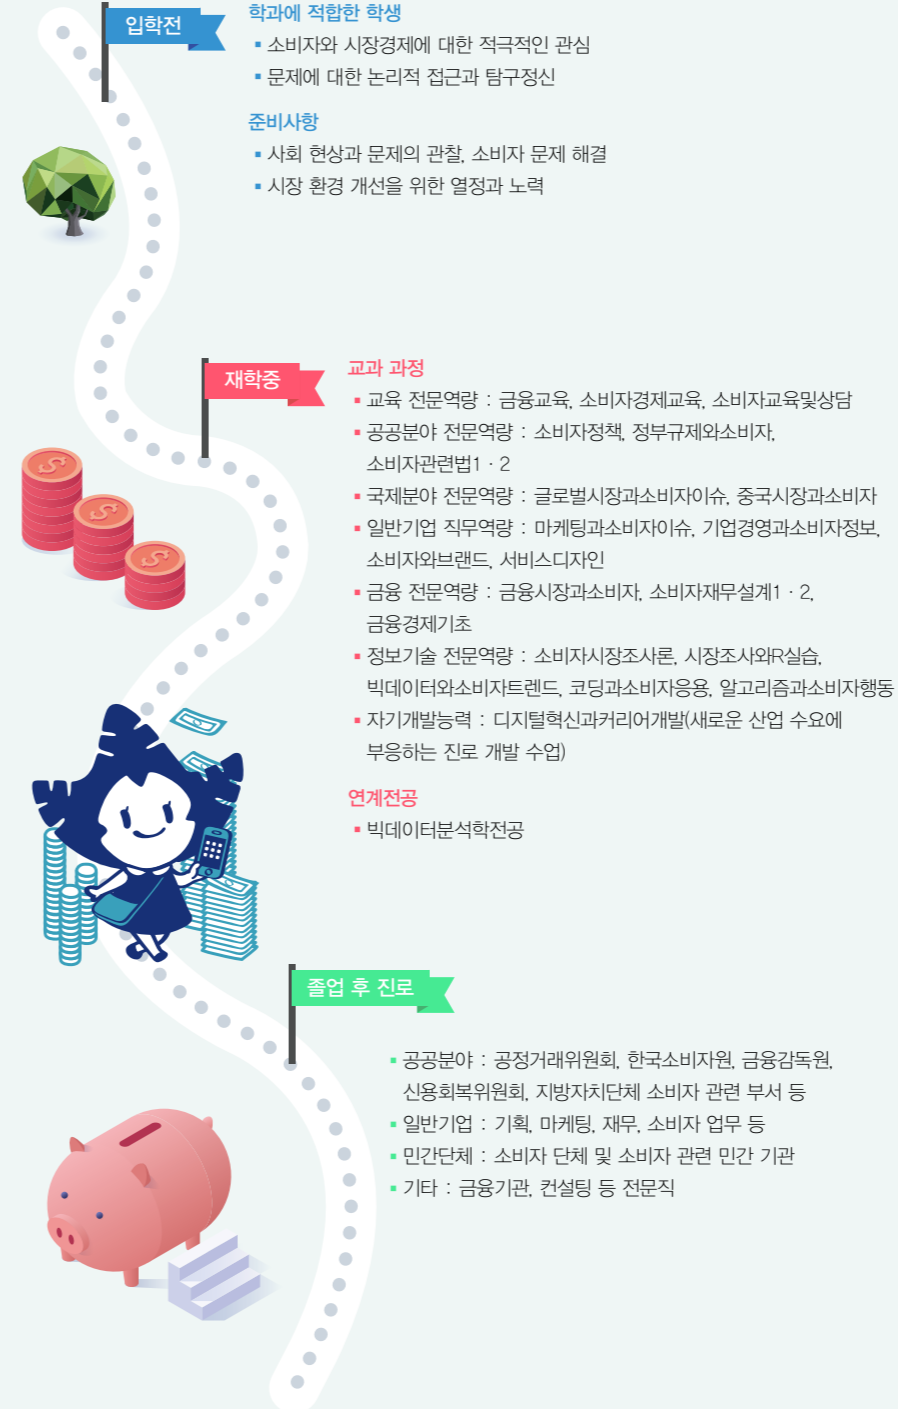 입학전
학과에 적합한 학생
▪ 소비자와 시장경제에 대한 적극적인 관심
▪ 문제에 대한 논리적 접근과 탐구정신
준비사항
▪ 사회 현상과 문제의 관찰, 소비자 문제 해결
▪ 시장 환경 개선을 위한 열정과 노력
재학중
교과 과정
▪ 교육 전문역량 : 금융교육, 소비자경제교육, 소비자교육및상담
▪ 공공분야 전문역량 : 소비자정책, 정부규제와소비자,
소비자관련법1 · 2
▪ 국제분야 전문역량 : 글로벌시장과소비자이슈, 중국시장과소비자
▪ 일반기업 직무역량 : 마케팅과소비자이슈, 기업경영과소비자정보,
소비자와브랜드, 서비스디자인
▪ 금융 전문역량 : 금융시장과소비자, 소비자재무설계1 · 2,
금융경제기초
▪ 정보기술 전문역량 : 소비자시장조사론, 시장조사와R실습,
빅데이터와소비자트렌드, 코딩과소비자응용, 알고리즘과소비자행동
▪ 자기개발능력 : 디지털혁신과커리어개발(새로운 산업 수요에
부응하는 진로 개발 수업)
연계전공
▪ 빅데이터분석학전공
졸업 후 진로
▪ 공공분야 : 공정거래위원회, 한국소비자원, 금융감독원,
신용회복위원회, 지방자치단체 소비자 관련 부서 등
▪ 일반기업 : 기획, 마케팅, 재무, 소비자 업무 등
▪ 민간단체 : 소비자 단체 및 소비자 관련 민간 기관
▪ 기타 : 금융기관, 컨설팅 등 전문직